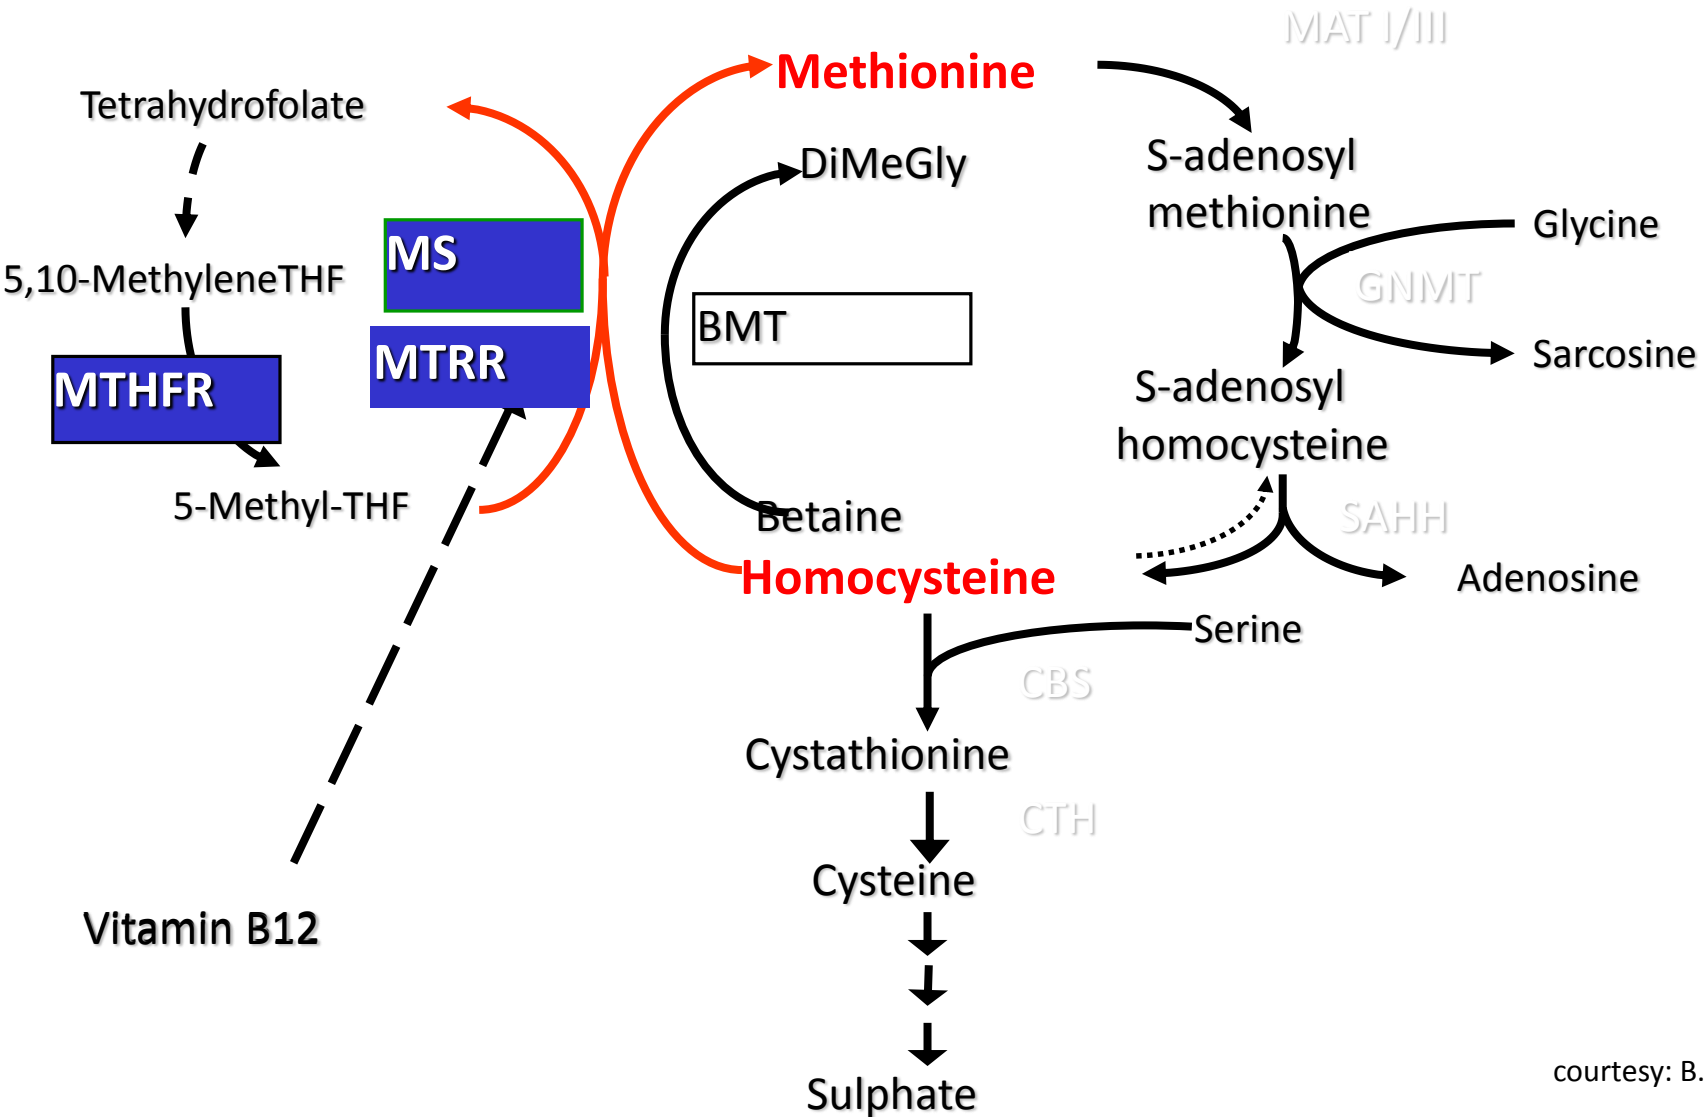 MAT I/III
Methionine
Tetrahydrofolate
DiMeGly
S-adenosyl
methionine
Glycine
MS
5,10-MethyleneTHF
GNMT
BMT
MTRR
Sarcosine
MTHFR
S-adenosyl
homocysteine
5-Methyl-THF
Betaine
SAHH
Homocysteine
Adenosine
Serine
CBS
Cystathionine
CTH
Cysteine
Vitamin B12
Sulphate
courtesy: B.